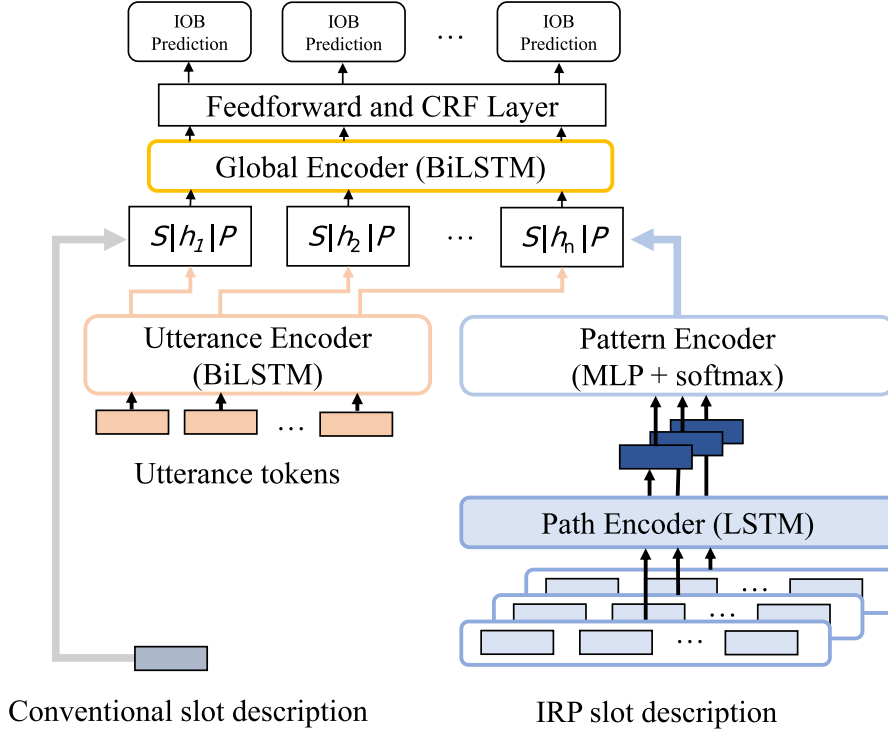 IOB IOB ... IOB
Prediction Prediction Prediction
Feedforward and CRF Layer
Global Encoder (BiLSTM)
S|h₁|P S|h₂|P ... S|hₙ|P
Utterance Encoder
(BiLSTM)
Pattern Encoder
(MLP + softmax)
...
Utterance tokens
Path Encoder (LSTM)
...
...
...
Conventional slot description
IRP slot description